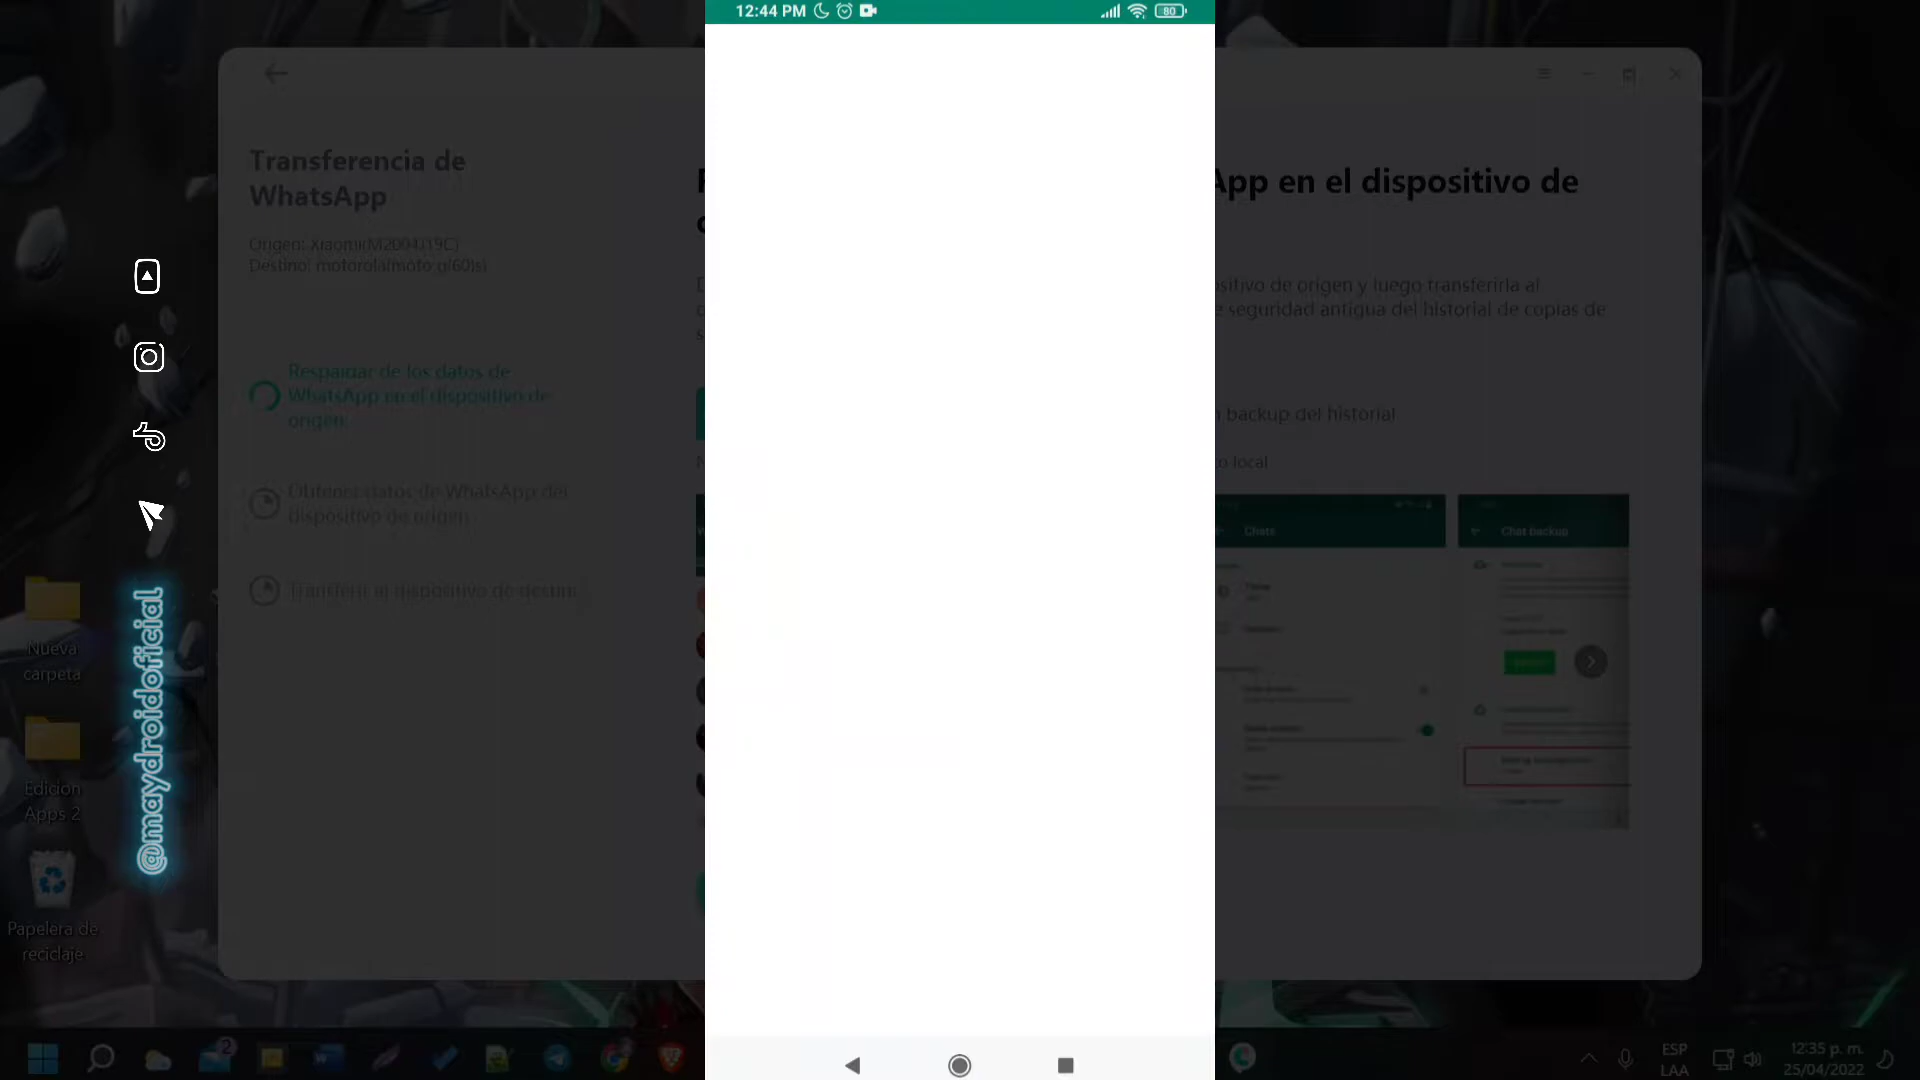 12:44 PM
80
Transferencia de
WhatsApp
Origen: Xiaomi(M2004J19C)
Destino: motorola(moto g(60)s)
Respaldar de los datos de
WhatsApp en el dispositivo de
origen
Obtener datos de WhatsApp del
dispositivo de origen
Transferir al dispositivo de destino
App en el dispositivo de
sitivo de origen y luego transferirla al
e seguridad antigua del historial de copias de
backup del historial
o local
Chats
Chat backup
@maydroidoficial
Nueva
carpeta
Edicion
Apps 2
Papelera de
reciclaje
2
ESP
LAA
12:35 p. m.
25/04/2022